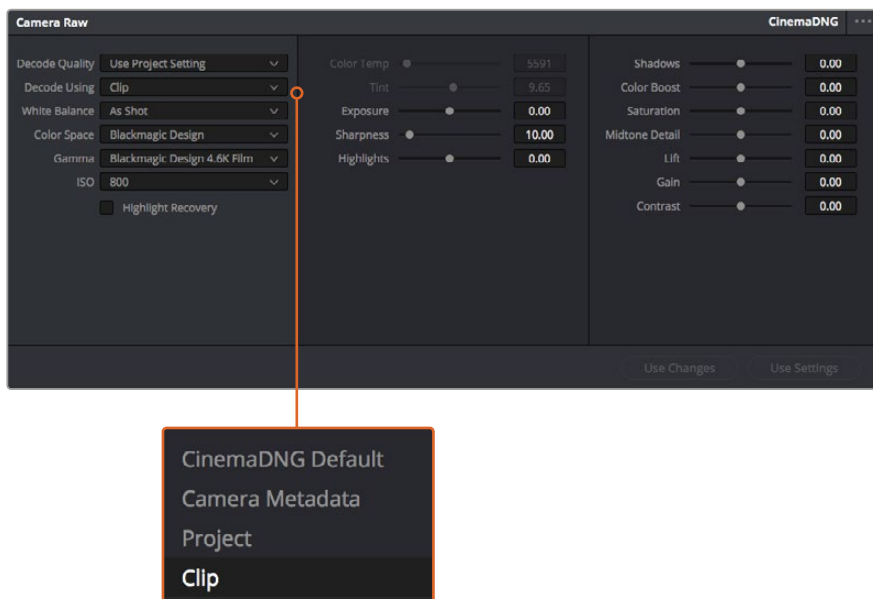 Camera Raw CinemaDNG
Decode Quality Use Project Setting
Decode Using Clip
White Balance As Shot
Color Space Blackmagic Design
Gamma Blackmagic Design 4.6K Film
ISO 800
Highlight Recovery
Color Temp 5591
Tint 9.65
Exposure 0.00
Sharpness 10.00
Highlights 0.00
Shadows 0.00
Color Boost 0.00
Saturation 0.00
Midtone Detail 0.00
Lift 0.00
Gain 0.00
Contrast 0.00
Use Changes Use Settings
CinemaDNG Default
Camera Metadata
Project
Clip